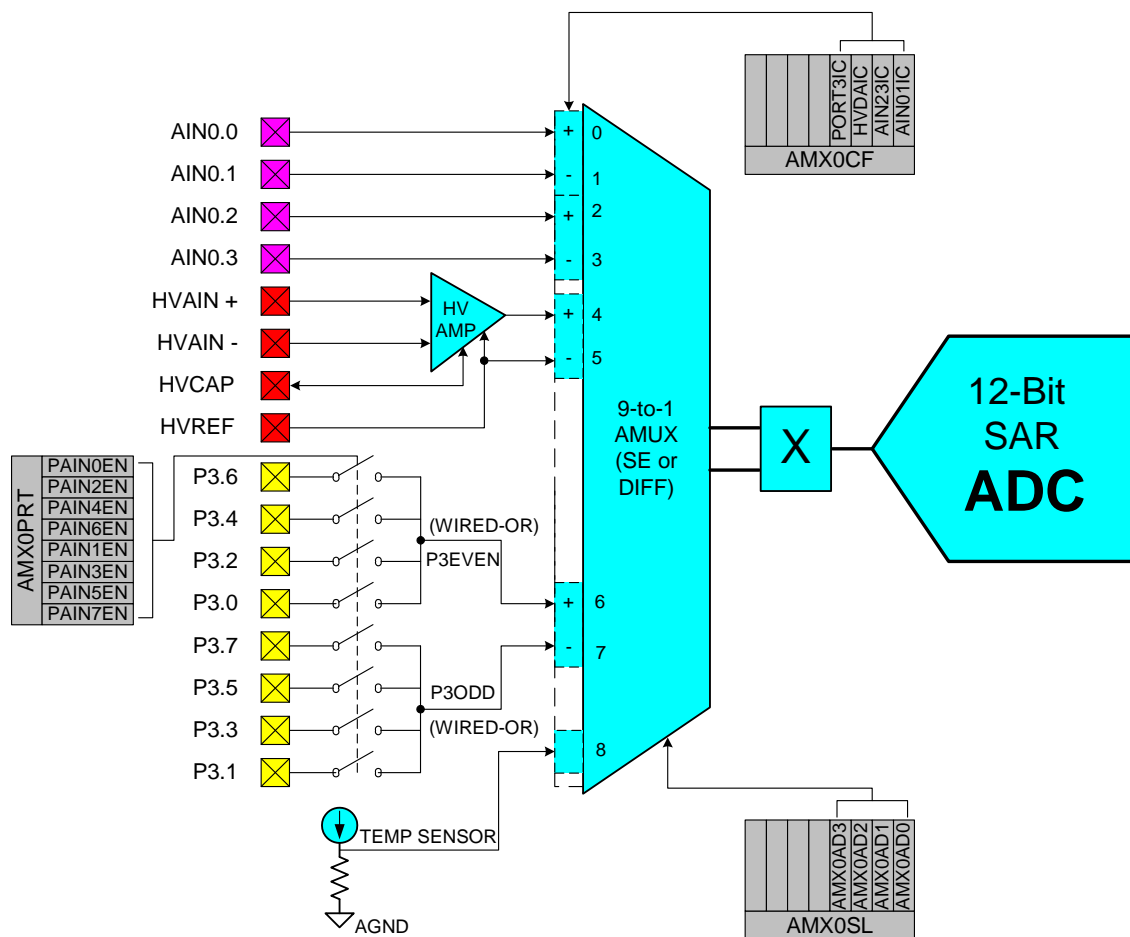 PORT3IC
HVDAIC
AIN23IC
AIN01IC
AMX0CF
AIN0.0
+
0
AIN0.1
-
1
AIN0.2
+
2
AIN0.3
-
3
HVAIN +
HV
AMP
+
4
HVAIN -
-
5
HVCAP
HVREF
9-to-1
AMUX
(SE or
DIFF)
X
12-Bit
SAR
ADC
AMX0PRT
PAIN0EN
PAIN2EN
PAIN4EN
PAIN6EN
PAIN1EN
PAIN3EN
PAIN5EN
PAIN7EN
P3.6
P3.4
(WIRED-OR)
P3.2
P3EVEN
P3.0
+
6
P3.7
-
7
P3.5
P3ODD
P3.3
(WIRED-OR)
P3.1
8
TEMP SENSOR
AGND
AMX0AD3
AMX0AD2
AMX0AD1
AMX0AD0
AMX0SL